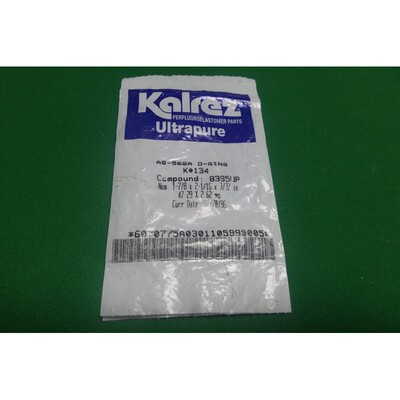 Kalrez
PERFLUOROELASTOMER PARTS
Ultrapure
AS-568A O-RING
K#134
Compound: 8385UP
Nom 1-7/8 x 2-1/16 x 3/32 in
47.29 X 2.62 mm
Cure Date: